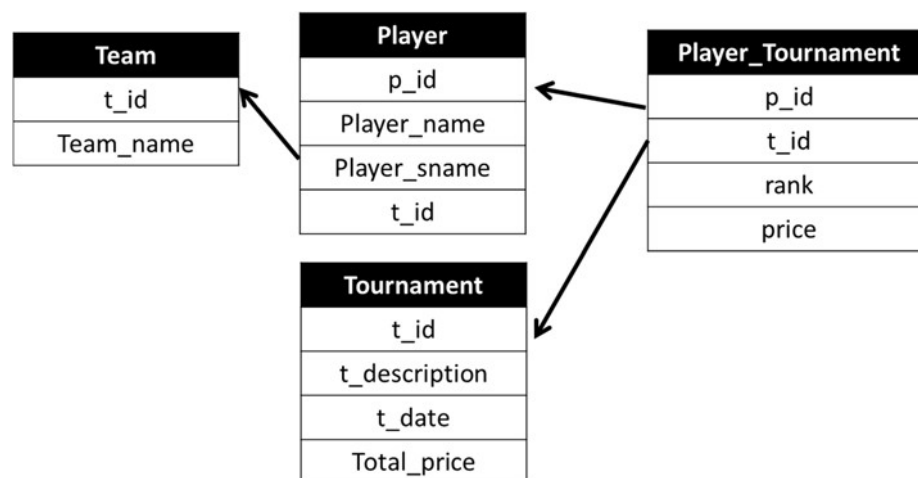 Team
t_id
Team_name
Player
p_id
Player_name
Player_sname
t_id
Player_Tournament
p_id
t_id
rank
price
Tournament
t_id
t_description
t_date
Total_price